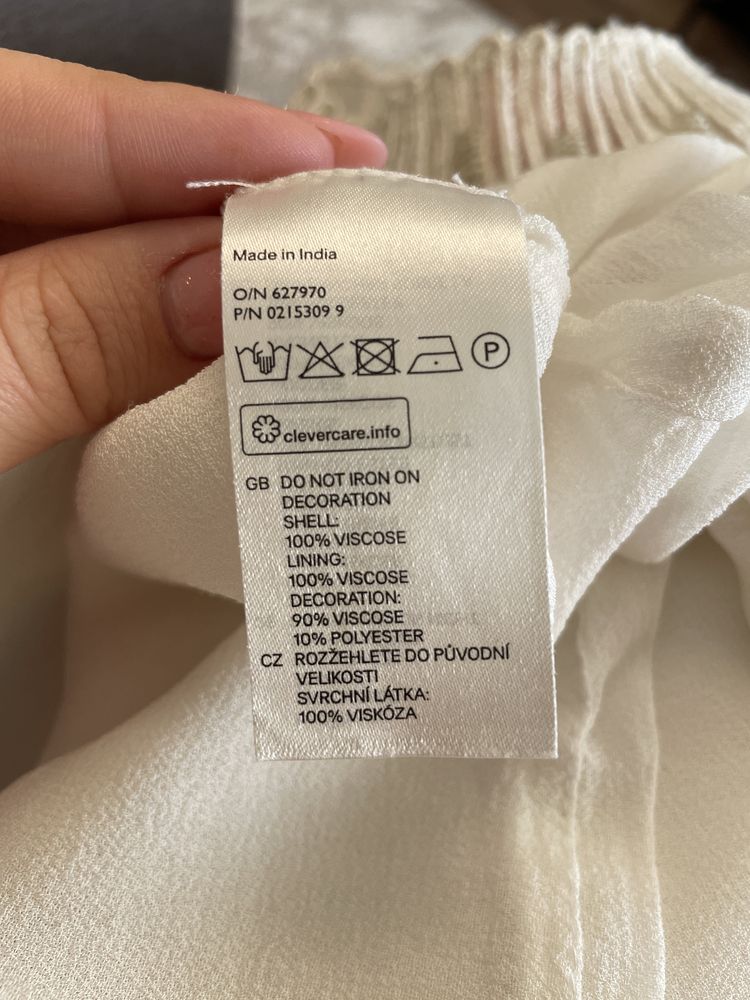 Made in India
O/N 627970
P/N 0215309 9
P
clevercare.info
GB DO NOT IRON ON
DECORATION
SHELL:
100% VISCOSE
LINING:
100% VISCOSE
DECORATION:
90% VISCOSE
10% POLYESTER
CZ ROZŽEHLETE DO PŮVODNÍ
VELIKOSTI
SVRCHNÍ LÁTKA:
100% VISKÓZA